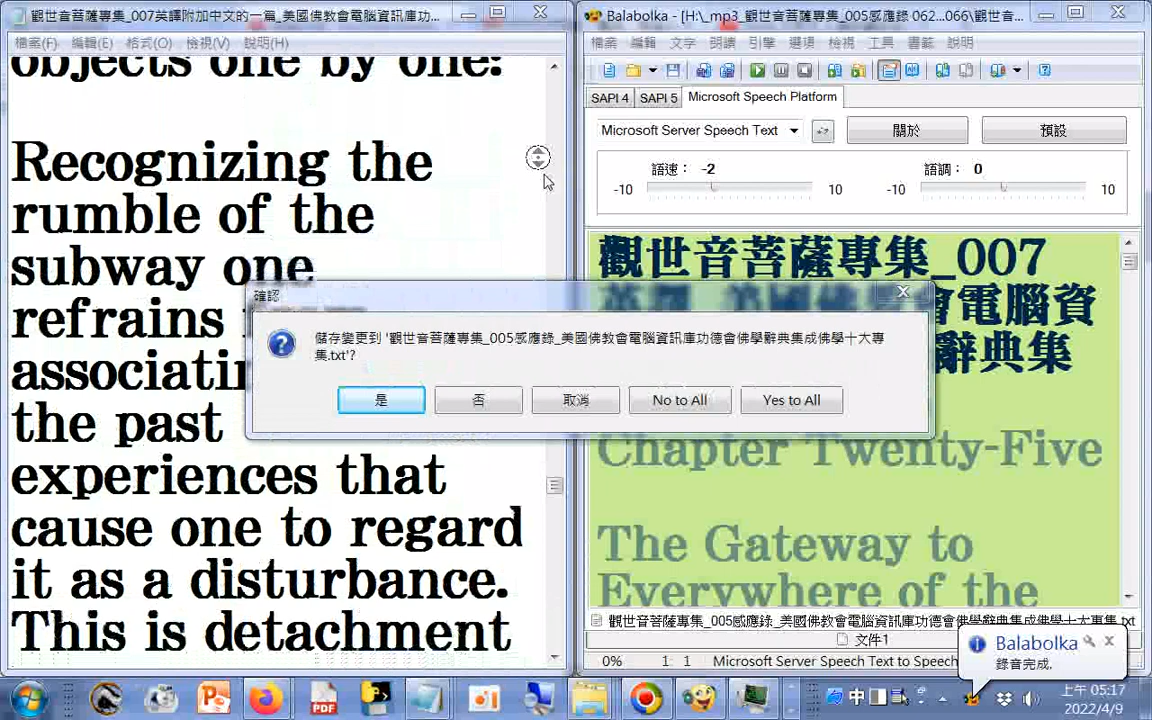 觀世音菩薩專集_007英譯附加中文的一篇_美國佛教會電腦資訊庫功...
檔案(F) 編輯(E) 格式(O) 檢視(V) 說明(H)
objects one by one:
Recognizing the
rumble of the
subway one
refrains
associatin
the past
experiences that
cause one to regard
it as a disturbance.
This is detachment
Balabolka - [H:\_mp3_觀世音菩薩專集_005感應錄 062...066\觀世音...
檔案 編輯 文字 朗讀 引擎 選項 檢視 工具 書籤 說明
SAPI 4 SAPI 5 Microsoft Speech Platform
Microsoft Server Speech Text 關於 預設
語速: -2 語調: 0
-10 10 -10 10
觀世音菩薩專集_007
會電腦資
辭典集
Chapter Twenty-Five
The Gateway to
Everywhere of the
觀世音菩薩專集_005感應錄_美國佛教會電腦資訊庫功德會佛學辭典集成佛學十大專集.txt
文件1
0% 1: 1 Microsoft Server Speech Text to Speech
確認
儲存變更到 '觀世音菩薩專集_005感應錄_美國佛教會電腦資訊庫功德會佛學辭典集成佛學十大專
集.txt'?
是 否 取消 No to All Yes to All
Balabolka
錄音完成.
中
上午 05:17
2022/4/9